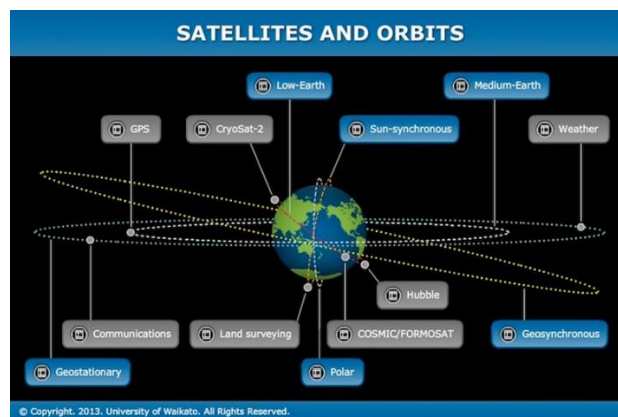 SATELLITES AND ORBITS
Low-Earth
Medium-Earth
GPS
CryoSat-2
Sun-synchronous
Weather
Hubble
Communications
Land surveying
COSMIC/FORMOSAT
Geosynchronous
Geostationary
Polar
© Copyright. 2013. University of Waikato. All Rights Reserved.